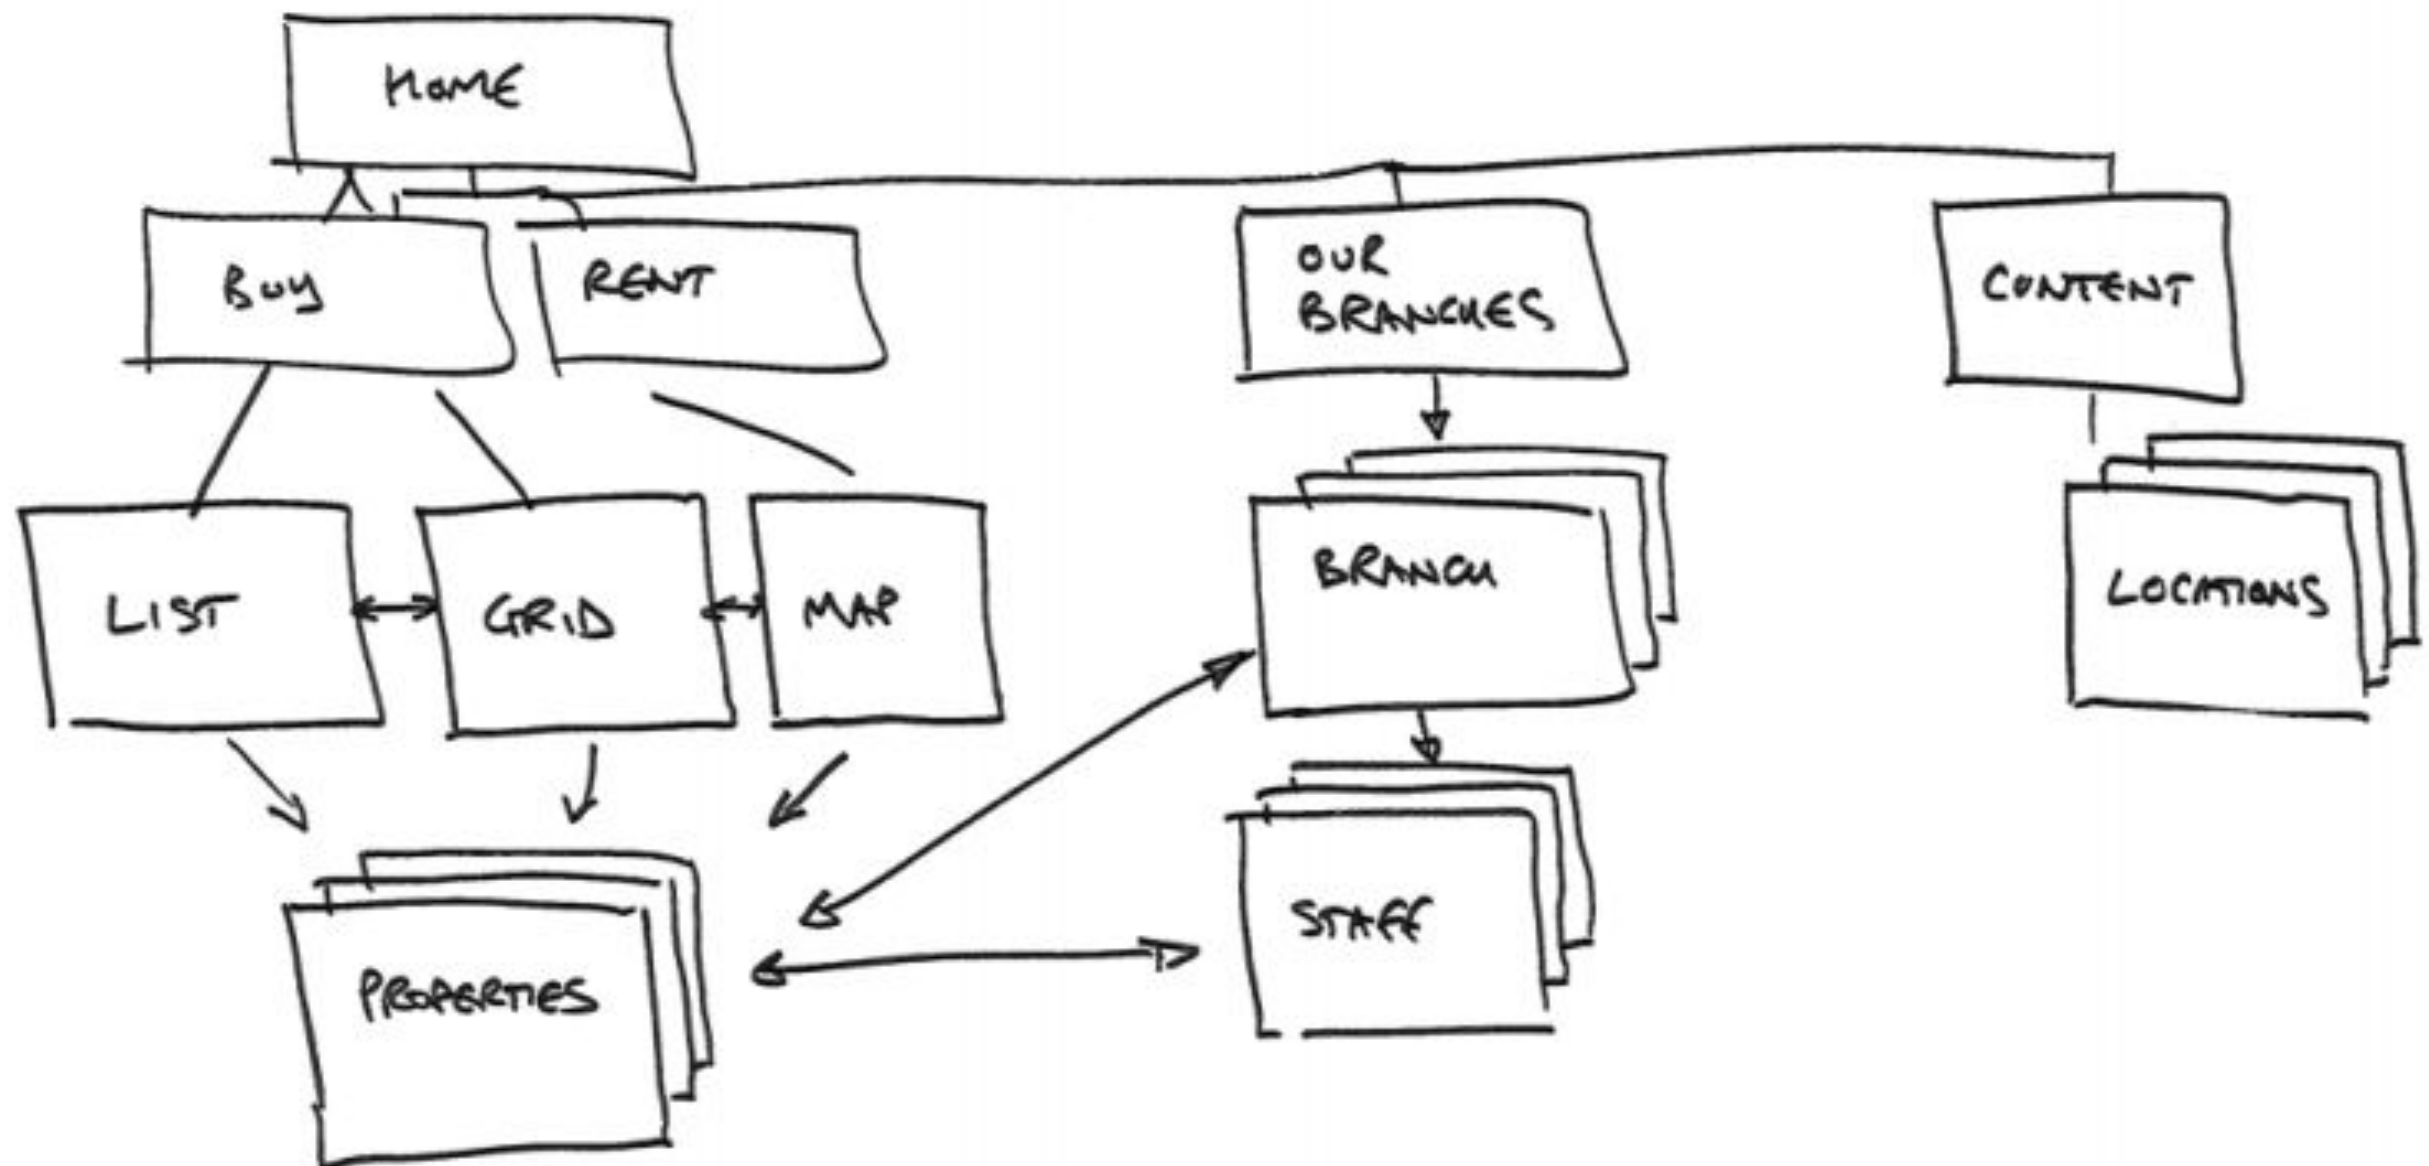 HOME
BUY
RENT
OUR
BRANCHES
CONTENT
LIST
GRID
MAP
BRANCH
LOCATIONS
STAFF
PROPERTIES